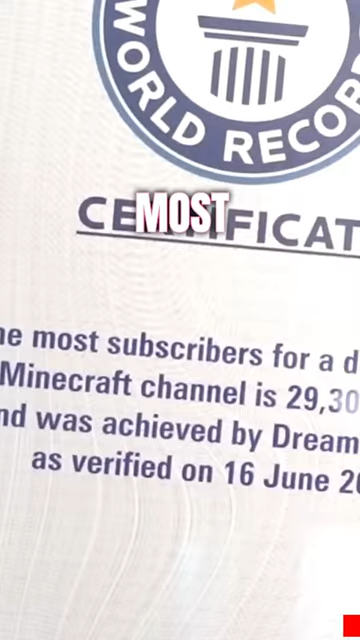 WORLD RECOR
CE
MOST
FICAT
he most subscribers for a d
Minecraft channel is 29,30
nd was achieved by Dream
as verified on 16 June 20